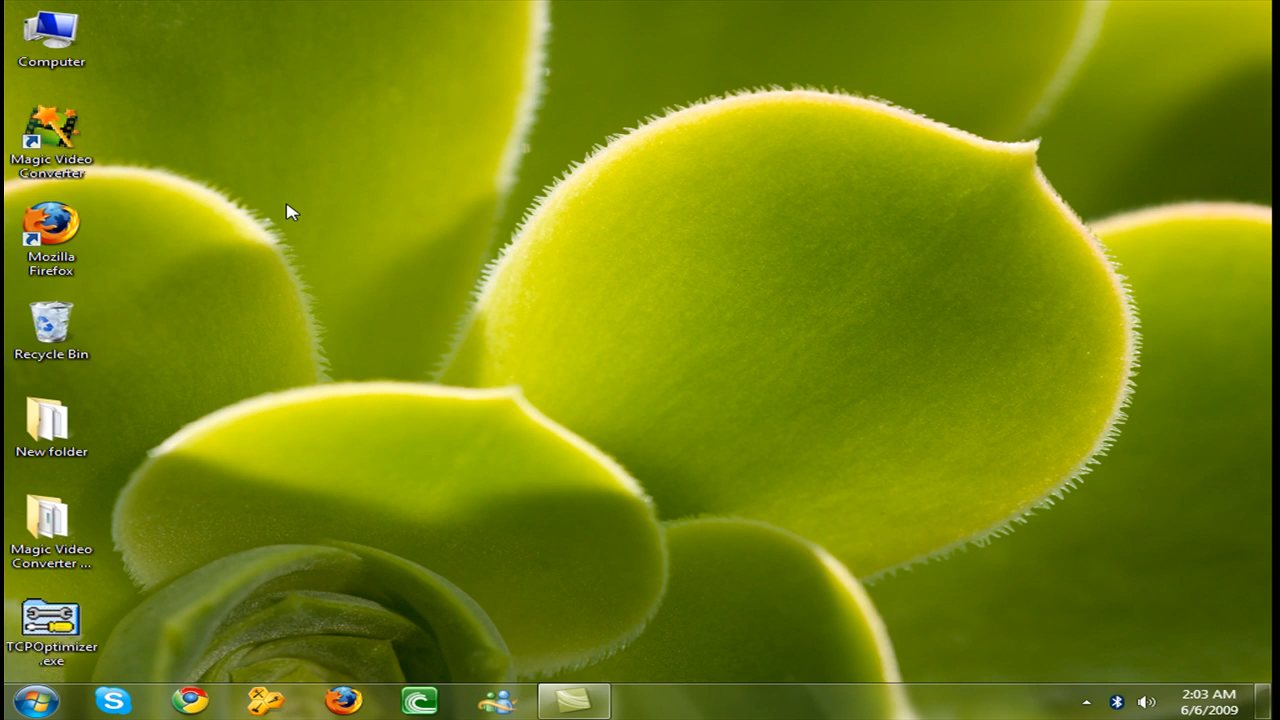 Computer
Magic Video
Converter
Mozilla
Firefox
Recycle Bin
New folder
Magic Video
Converter ...
TCPOptimizer
.exe
2:03 AM
6/6/2009